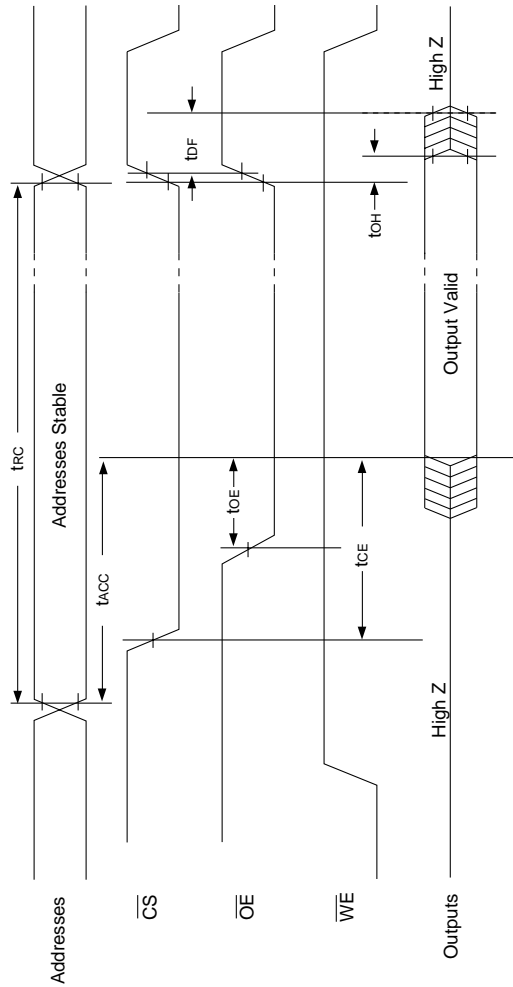 Addresses
tRC
Addresses Stable
tACC
CS
tDF
OE
tOE
WE
tCE
tOH
Outputs
High Z
Output Valid
High Z